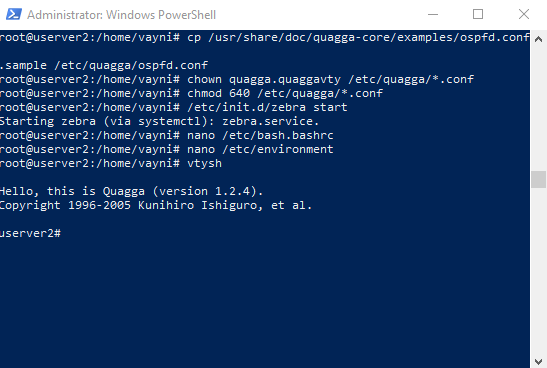 Administrator: Windows PowerShell
root@userver2:/home/vayni# cp /usr/share/doc/quagga-core/examples/ospfd.conf
.sample /etc/quagga/ospfd.conf
root@userver2:/home/vayni# chown quagga.quaggavty /etc/quagga/*.conf
root@userver2:/home/vayni# chmod 640 /etc/quagga/*.conf
root@userver2:/home/vayni# /etc/init.d/zebra start
Starting zebra (via systemctl): zebra.service.
root@userver2:/home/vayni# nano /etc/bash.bashrc
root@userver2:/home/vayni# nano /etc/environment
root@userver2:/home/vayni# vtysh
Hello, this is Quagga (version 1.2.4).
Copyright 1996-2005 Kunihiro Ishiguro, et al.
userver2#